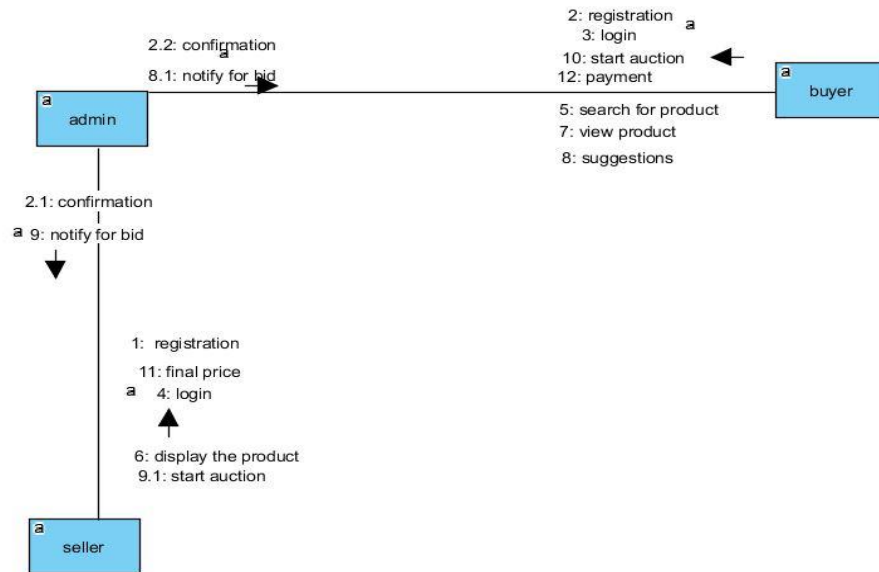 2: registration
a
3: login
10: start auction
12: payment
2.2: confirmation
a
8.1: notify for bid
a
admin
a
buyer
5: search for product
7: view product
8: suggestions
2.1: confirmation
a
9: notify for bid
1: registration
11: final price
a
4: login
6: display the product
9.1: start auction
a
seller